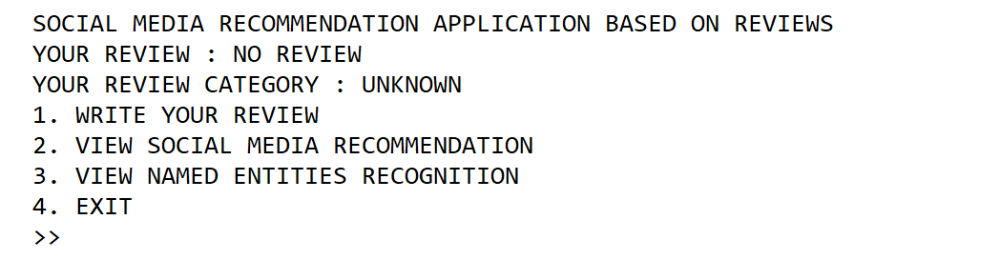 SOCIAL MEDIA RECOMMENDATION APPLICATION BASED ON REVIEWS
YOUR REVIEW : NO REVIEW
YOUR REVIEW CATEGORY : UNKNOWN
1. WRITE YOUR REVIEW
2. VIEW SOCIAL MEDIA RECOMMENDATION
3. VIEW NAMED ENTITIES RECOGNITION
4. EXIT
>>